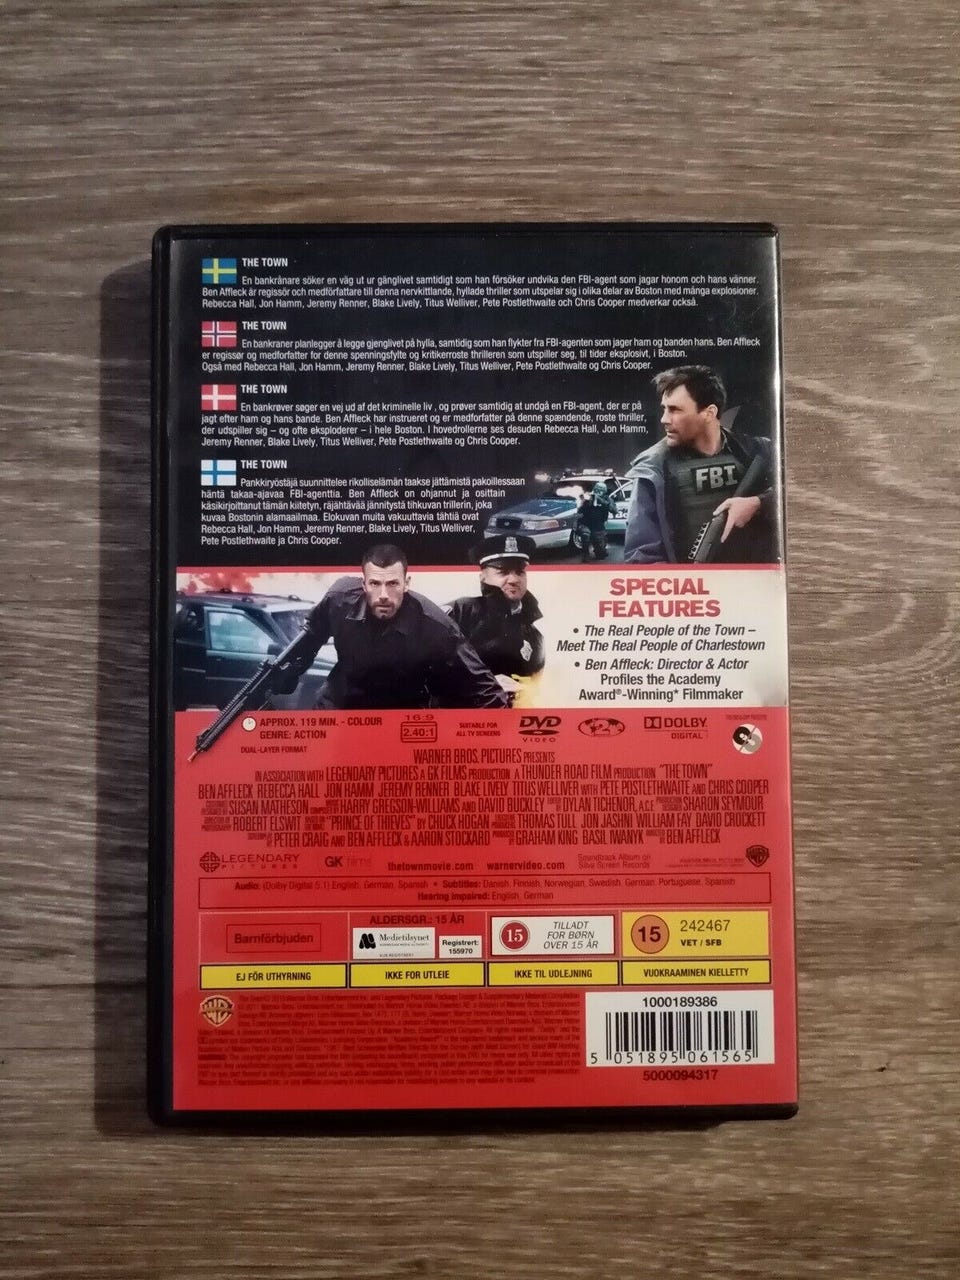 THE TOWN
En bankrånare söker en väg ut ur gänglivet samtidigt som han försöker undvika den FBI-agent som jagar honom och hans vänner.
Ben Affleck är regissör och medförfattare till denna nervkittlande, hyllade thriller som utspelar sig i olika delar av Boston med många explosioner.
Rebecca Hall, Jon Hamm, Jeremy Renner, Blake Lively, Titus Welliver, Pete Postlethwaite och Chris Cooper medverkar också.
THE TOWN
En bankraner planlegger å legge gjenglivet på hylla, samtidig som han flykter fra FBI-agenten som jager ham og banden hans. Ben Affleck
er regissør og medforfatter for denne spenningsfylte og kritikerroste thrilleren som utspiller seg, til tider eksplosivt, i Boston.
Også med Rebecca Hall, Jon Hamm, Jeremy Renner, Blake Lively, Titus Welliver, Pete Postlethwaite og Chris Cooper.
THE TOWN
En bankrøver søger en vej ud af det kriminelle liv , og prøver samtidig at undgå en FBI-agent, der er på
jagt efter ham og hans bande. Ben Affleck har instrueret og er medforfatter på denne spændende, roste thriller,
der udspiller sig – og ofte eksploderer – i hele Boston. I hovedrollerne ses desuden Rebecca Hall, Jon Hamm,
Jeremy Renner, Blake Lively, Titus Welliver, Pete Postlethwaite og Chris Cooper.
THE TOWN
Pankkiryöstäjä suunnittelee rikolliselämän taakse jättämistä pakoillessaan
häntä takaa-ajavaa FBI-agenttia. Ben Affleck on ohjannut ja osittain
käsikirjoittanut tämän kiitetyn, räjähtävää jännitystä tihkuvan trillerin, joka
kuvaa Bostonin alamaailmaa. Elokuvan muita vakuuttavia tähtiä ovat
Rebecca Hall, Jon Hamm, Jeremy Renner, Blake Lively, Titus Welliver,
Pete Postlethwaite ja Chris Cooper.
FBI
SPECIAL
FEATURES
• The Real People of the Town –
Meet The Real People of Charlestown
• Ben Affleck: Director & Actor
Profiles the Academy
Award®-Winning* Filmmaker
APPROX. 119 MIN. - COLOUR
GENRE: ACTION
DUAL-LAYER FORMAT
16:9
2.40:1
SUITABLE FOR
ALL TV SCREENS
DVD
VIDEO
2 4 5
DOLBY
DIGITAL
WARNER BROS. PICTURES PRESENTS
IN ASSOCIATION WITH LEGENDARY PICTURES A GK FILMS PRODUCTION A THUNDER ROAD FILM PRODUCTION "THE TOWN"
BEN AFFLECK REBECCA HALL JON HAMM JEREMY RENNER BLAKE LIVELY TITUS WELLIVER WITH PETE POSTLETHWAITE AND CHRIS COOPER
SUSAN MATHESON HARRY GREGSON-WILLIAMS AND DAVID BUCKLEY DYLAN TICHENOR, A.C.E. SHARON SEYMOUR
ROBERT ELSWIT "PRINCE OF THIEVES" BY CHUCK HOGAN THOMAS TULL JON JASHNI WILLIAM FAY DAVID CROCKETT
PETER CRAIG AND BEN AFFLECK & AARON STOCKARD GRAHAM KING BASIL IWANYK BEN AFFLECK
LEGENDARY
PICTURES
GK films
thetownmovie.com
warnervideo.com
Soundtrack Album on
Silva Screen Records
Audio: (Dolby Digital 5.1) English, German, Spanish • Subtitles: Danish, Finnish, Norwegian, Swedish, German, Portuguese, Spanish
Hearing impaired: English, German
Barnförbjuden
ALDERSGR.: 15 ÅR
Medietilsynet
Registrert:
155970
15
TILLADT
FOR BØRN
OVER 15 ÅR
15
242467
VET / SFB
EJ FÖR UTHYRNING
IKKE FOR UTLEIE
IKKE TIL UDLEJNING
VUOKRAAMINEN KIELLETTY
1000189386
5 051895 061565
5000094317